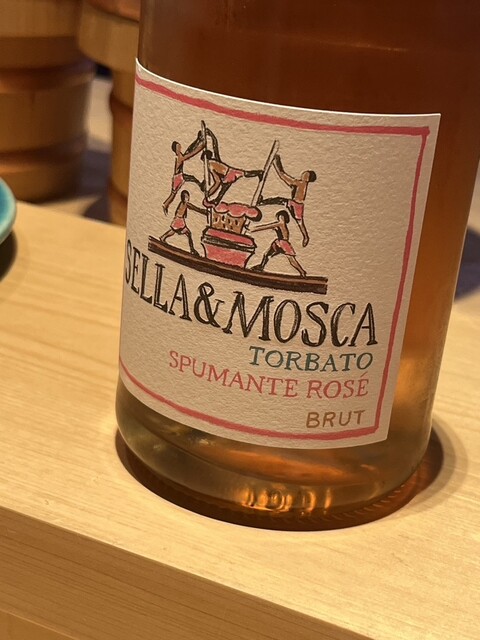 SELLA&MOSCA
TORBATO
SPUMANTE ROSÉ
BRUT